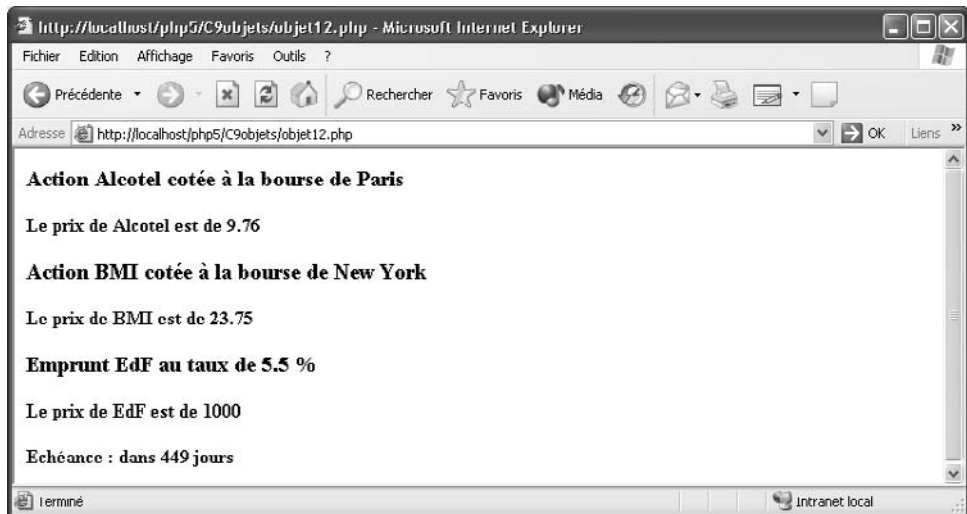 http://localhost/php5/C9objets/objet12.php - Microsoft Internet Explorer
Fichier Edition Affichage Favoris Outils ?
Précédente Rechercher Favoris Média
Adresse http://localhost/php5/C9objets/objet12.php OK Liens »
Action Alcotel cotée à la bourse de Paris
Le prix de Alcotel est de 9.76
Action BMI cotée à la bourse de New York
Le prix de BMI est de 23.75
Emprunt EdF au taux de 5.5 %
Le prix de EdF est de 1000
Echéance : dans 449 jours
Terminé Intranet local